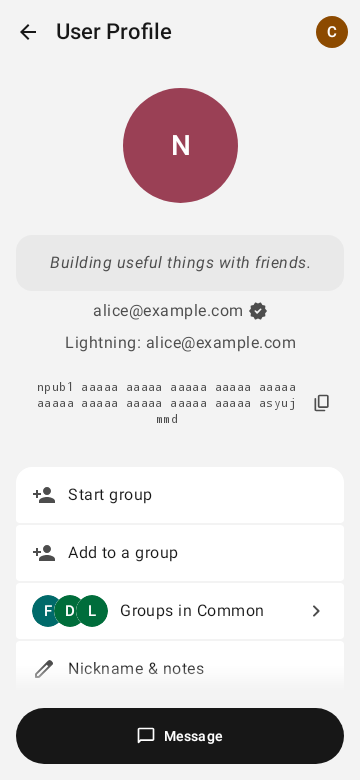 User Profile
C
N
Building useful things with friends.
alice@example.com
Lightning: alice@example.com
npub1 aaaaa aaaaa aaaaa aaaaa aaaaa
aaaaa aaaaa aaaaa aaaaa aaaaa asyuj
mmd
Start group
Add to a group
F D L Groups in Common
Nickname & notes
Message